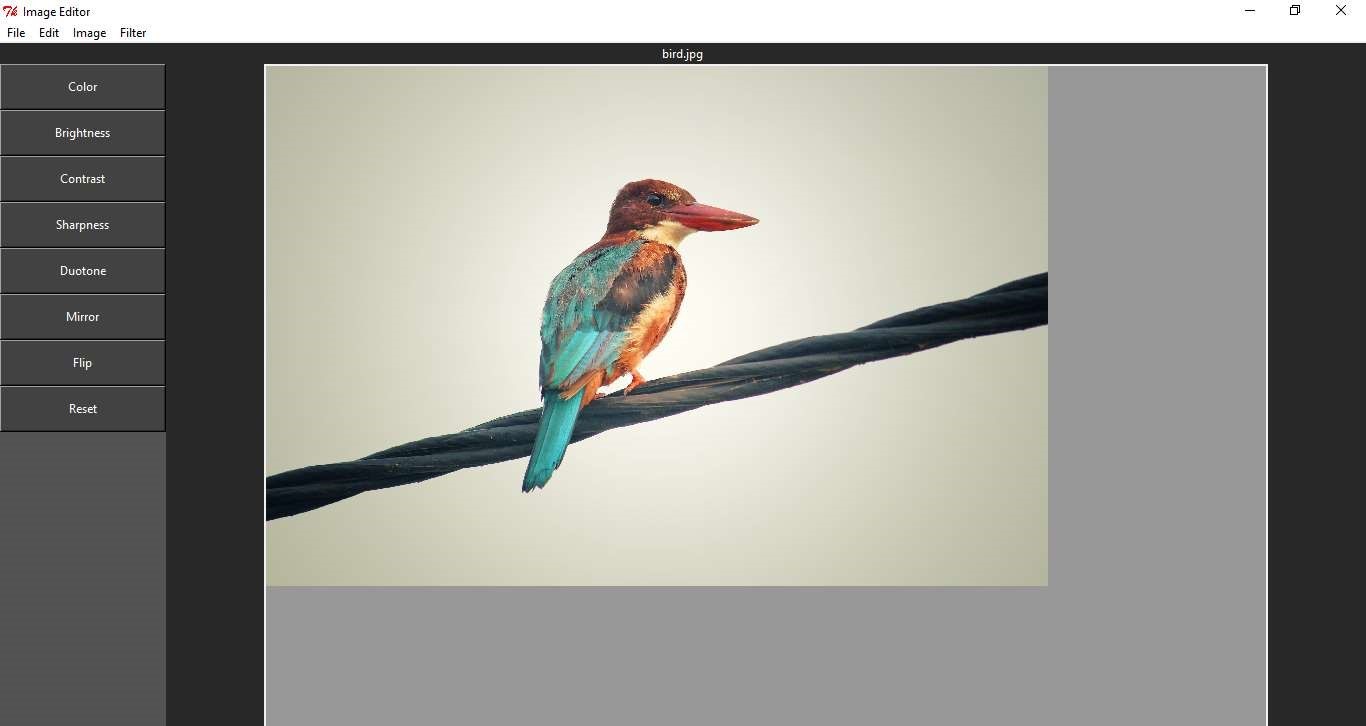 Image Editor
File Edit Image Filter
bird.jpg
Color
Brightness
Contrast
Sharpness
Duotone
Mirror
Flip
Reset